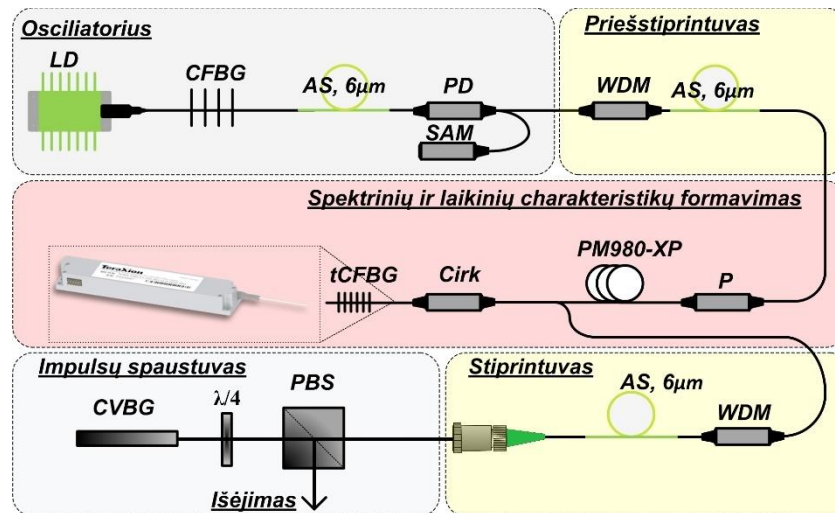 Osciliatorius
LD
CFBG
AS, 6µm
PD
SAM
Priešstiprintuvas
WDM
AS, 6µm
Spektrinių ir laikinių charakteristikų formavimas
TeraXion
tCFBG
Cirk
PM980-XP
P
Impulsų spaustuvas
CVBG
λ/4
PBS
Išėjimas
Stiprintuvas
AS, 6µm
WDM